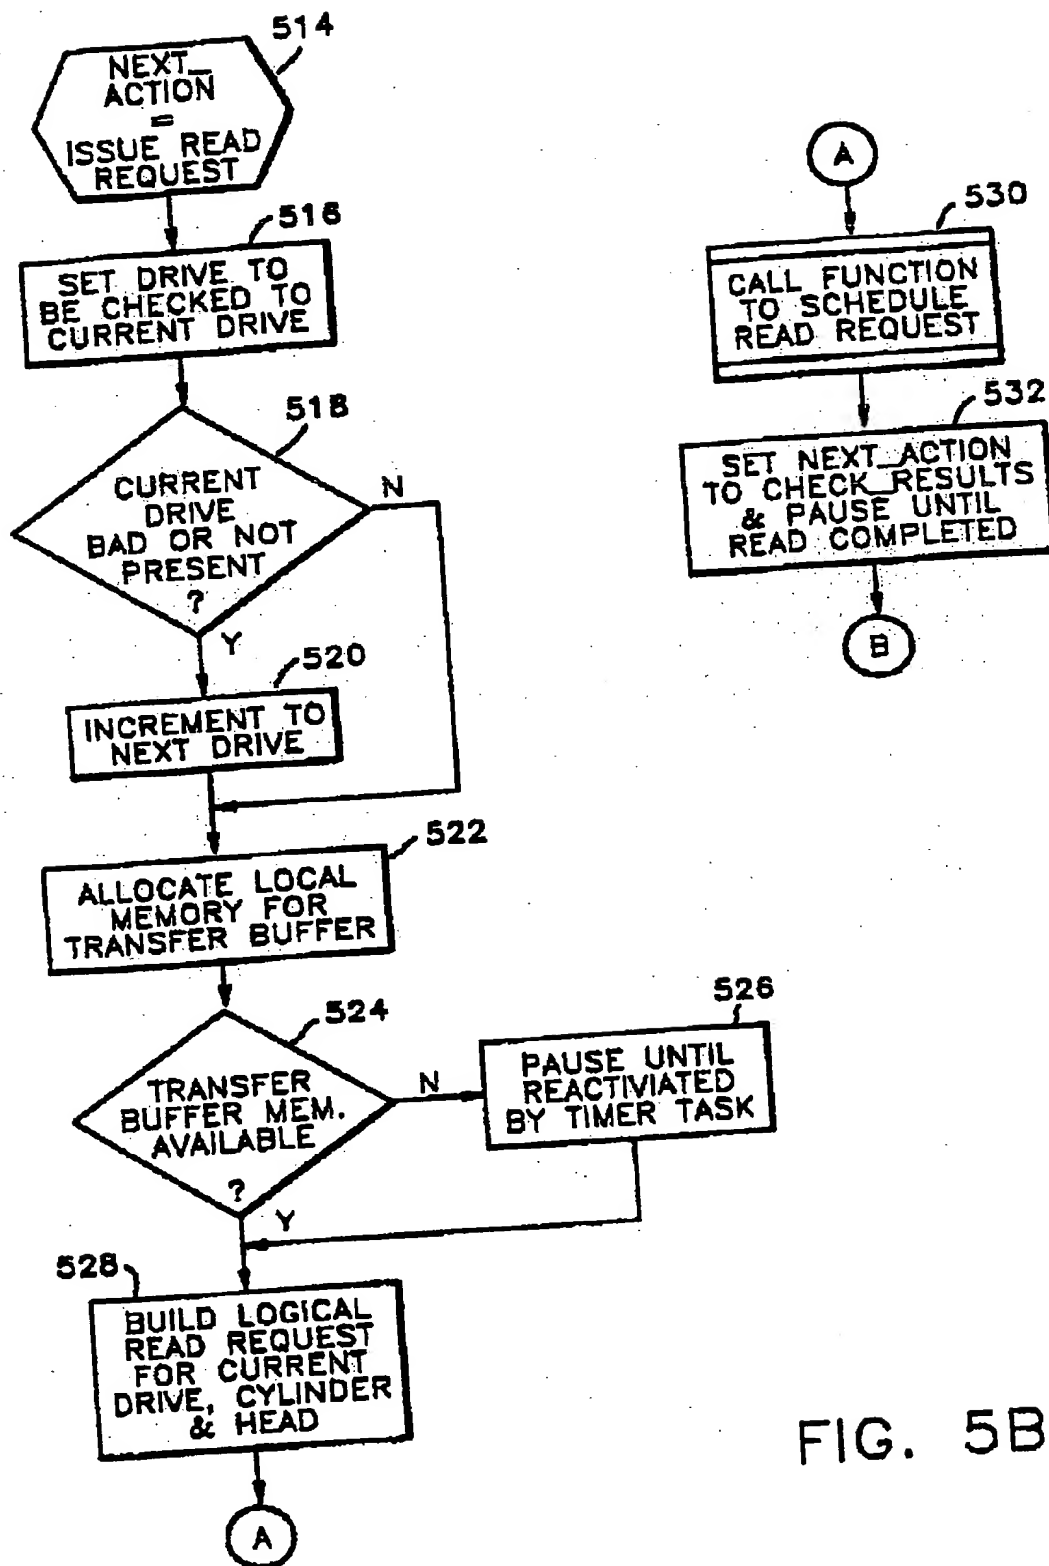 514
NEXT_
ACTION
=
ISSUE READ
REQUEST
516
SET DRIVE TO
BE CHECKED TO
CURRENT DRIVE
518
CURRENT
DRIVE
BAD OR NOT
PRESENT
?
N
Y
520
INCREMENT TO
NEXT DRIVE
522
ALLOCATE LOCAL
MEMORY FOR
TRANSFER BUFFER
524
TRANSFER
BUFFER MEM.
AVAILABLE
?
N
Y
526
PAUSE UNTIL
REACTIVIATED
BY TIMER TASK
528
BUILD LOGICAL
READ REQUEST
FOR CURRENT
DRIVE, CYLINDER
& HEAD
A
A
530
CALL FUNCTION
TO SCHEDULE
READ REQUEST
532
SET NEXT_ACTION
TO CHECK_RESULTS
& PAUSE UNTIL
READ COMPLETED
B
FIG. 5B